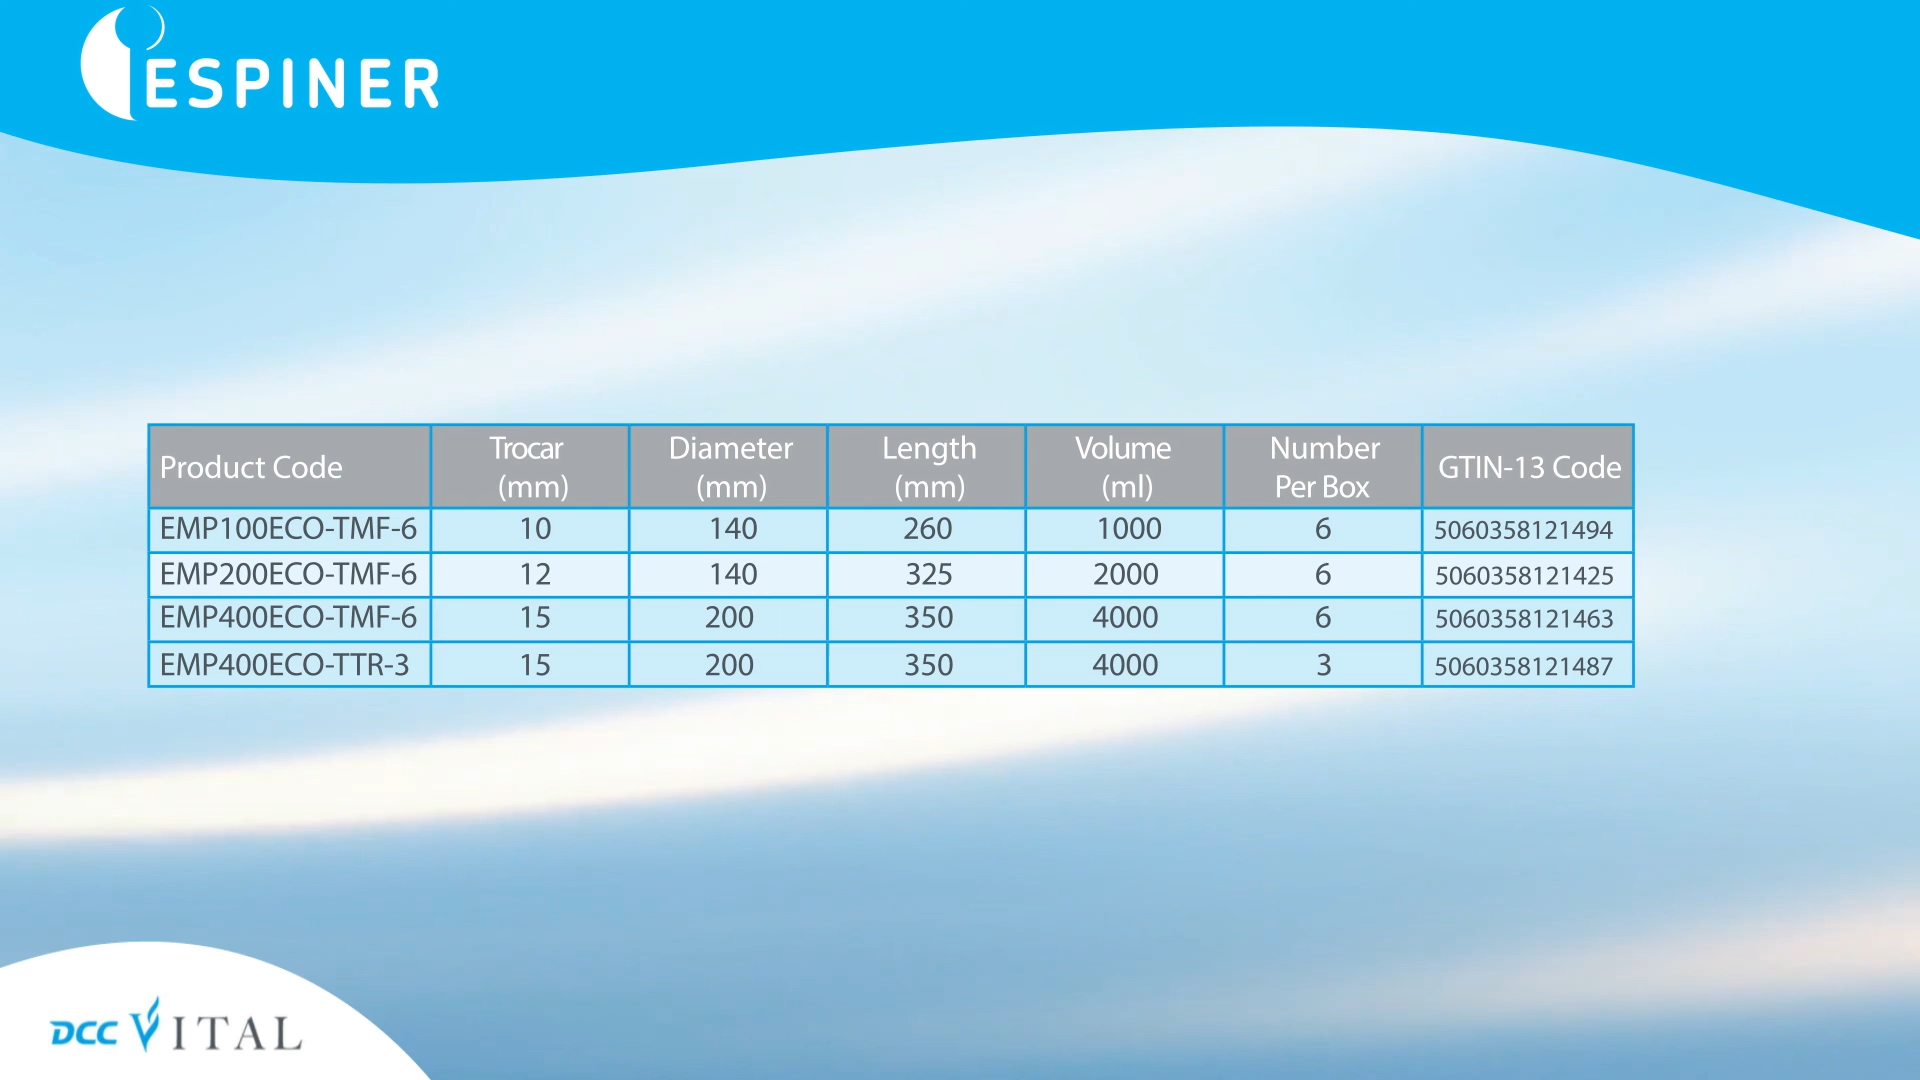 ESPINER
Product Code Trocar (mm) Diameter (mm) Length (mm) Volume (ml) Number Per Box GTIN-13 Code
EMP100ECO-TMF-6 10 140 260 1000 6 5060358121494
EMP200ECO-TMF-6 12 140 325 2000 6 5060358121425
EMP400ECO-TMF-6 15 200 350 4000 6 5060358121463
EMP400ECO-TTR-3 15 200 350 4000 3 5060358121487
DCC VITAL